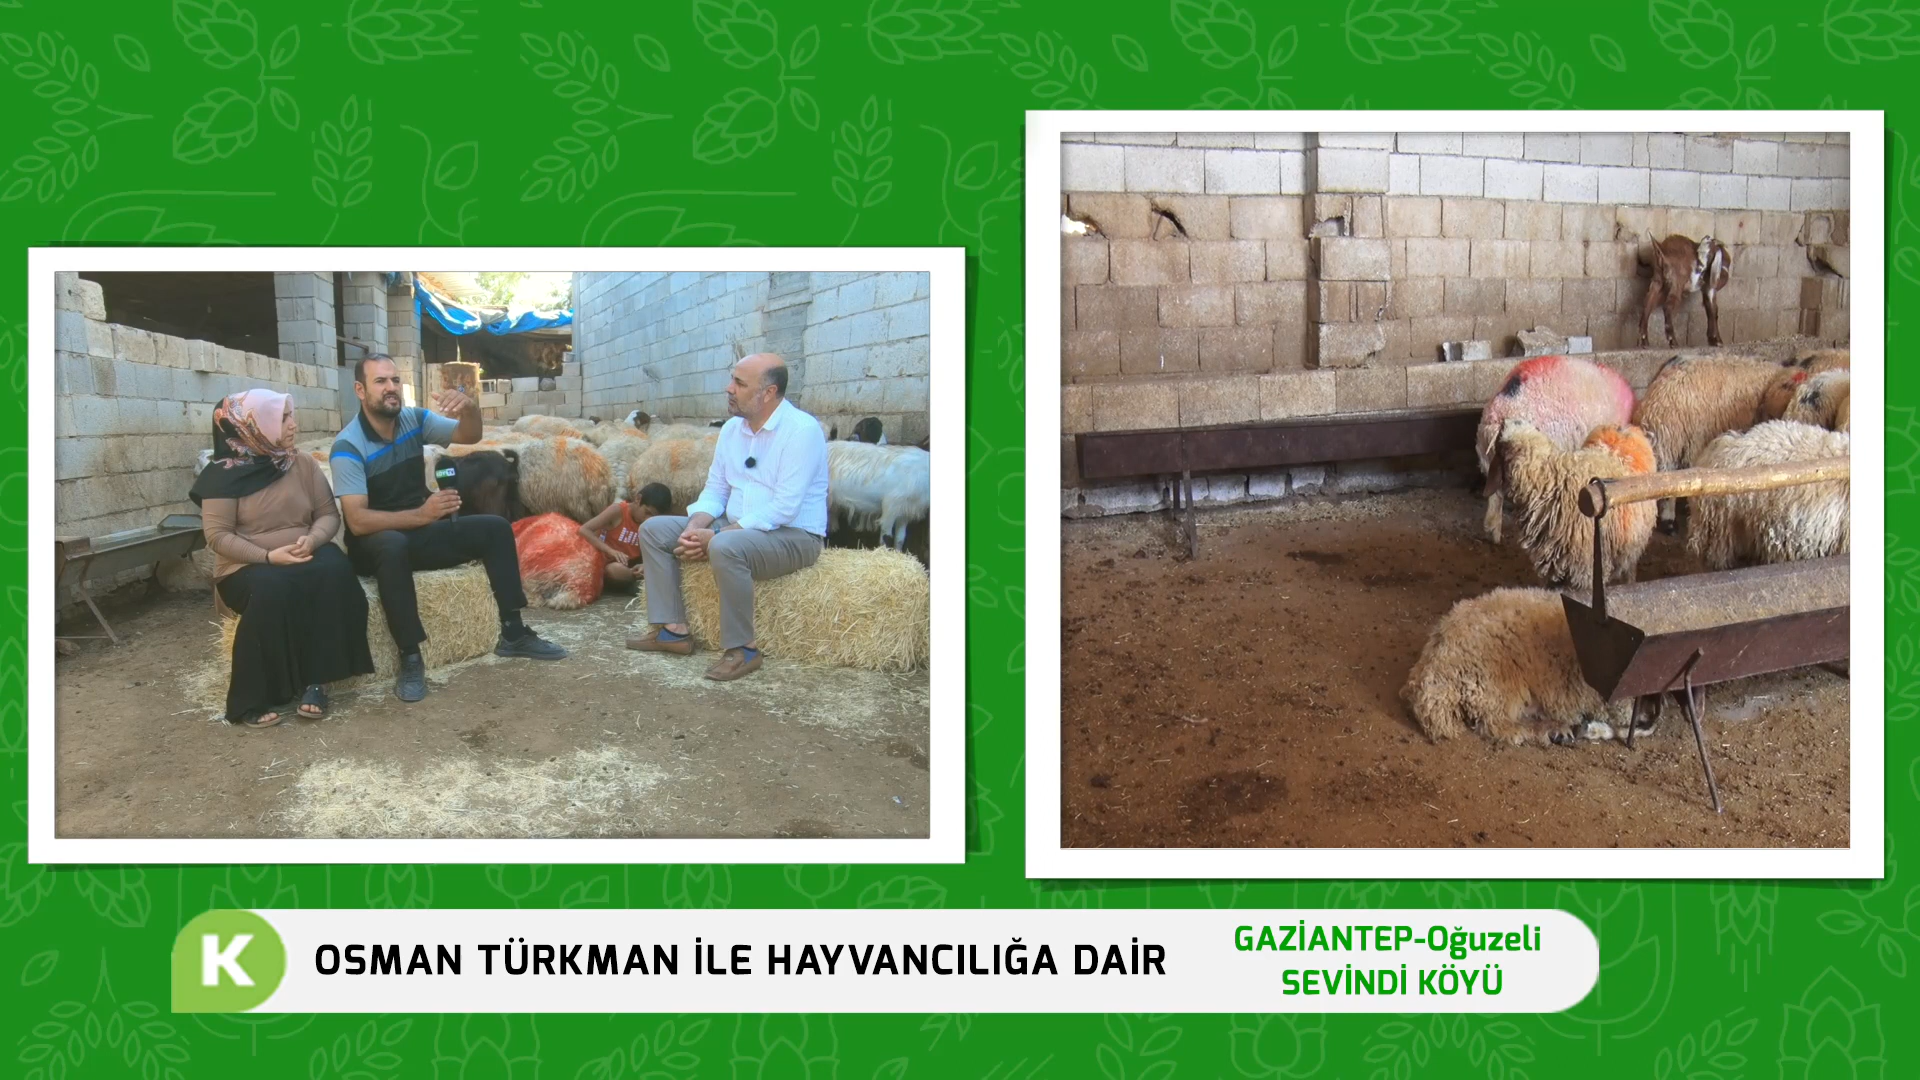 K
OSMAN TÜRKMAN İLE HAYVANCILIĞA DAİR
GAZİANTEP-Oğuzeli
SEVİNDİ KÖYÜ